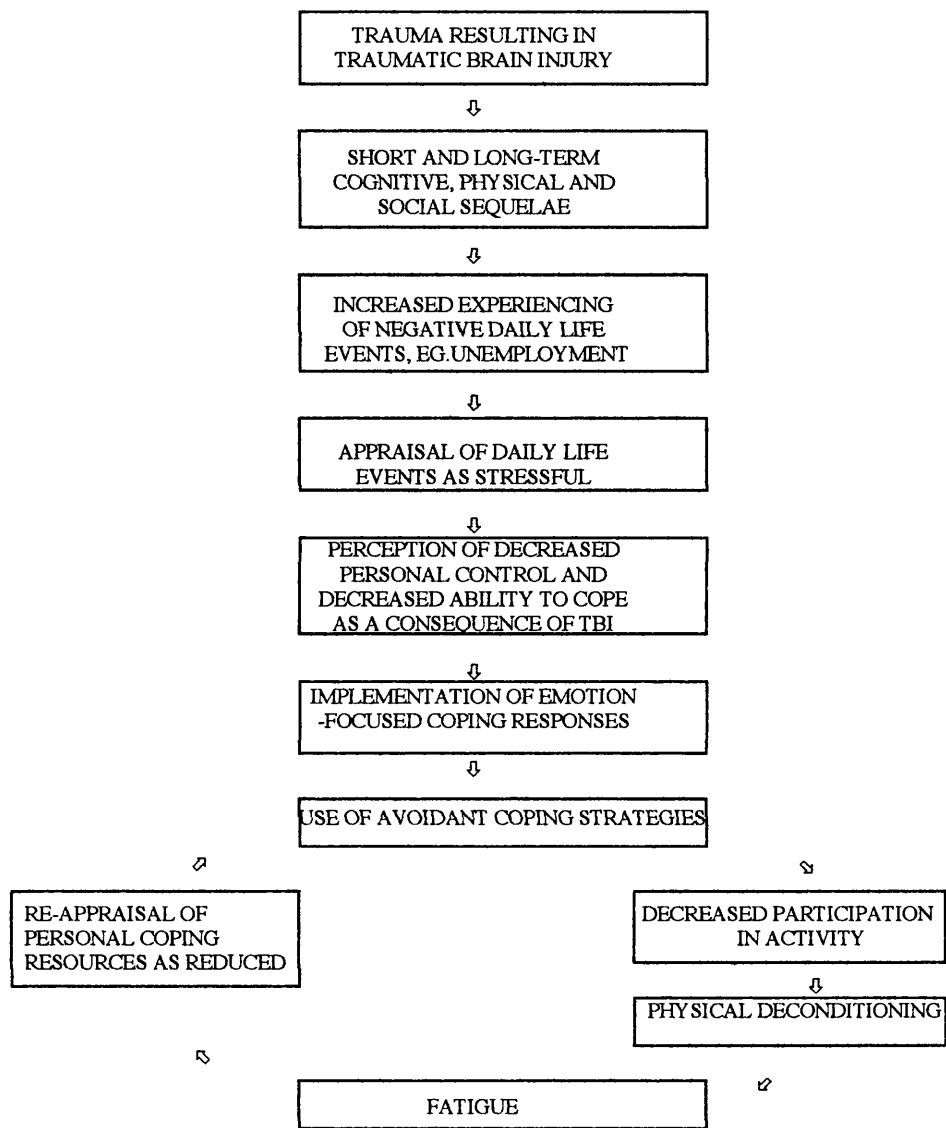 TRAUMA RESULTING IN
TRAUMATIC BRAIN INJURY
SHORT AND LONG-TERM
COGNITIVE, PHYSICAL AND
SOCIAL SEQUELAE
INCREASED EXPERIENCING
OF NEGATIVE DAILY LIFE
EVENTS, EG.UNEMPLOYMENT
APPRAISAL OF DAILY LIFE
EVENTS AS STRESSFUL
PERCEPTION OF DECREASED
PERSONAL CONTROL AND
DECREASED ABILITY TO COPE
AS A CONSEQUENCE OF TBI
IMPLEMENTATION OF EMOTION
-FOCUSED COPING RESPONSES
USE OF AVOIDANT COPING STRATEGIES
DECREASED PARTICIPATION
IN ACTIVITY
PHYSICAL DECONDITIONING
FATIGUE
RE-APPRAISAL OF
PERSONAL COPING
RESOURCES AS REDUCED